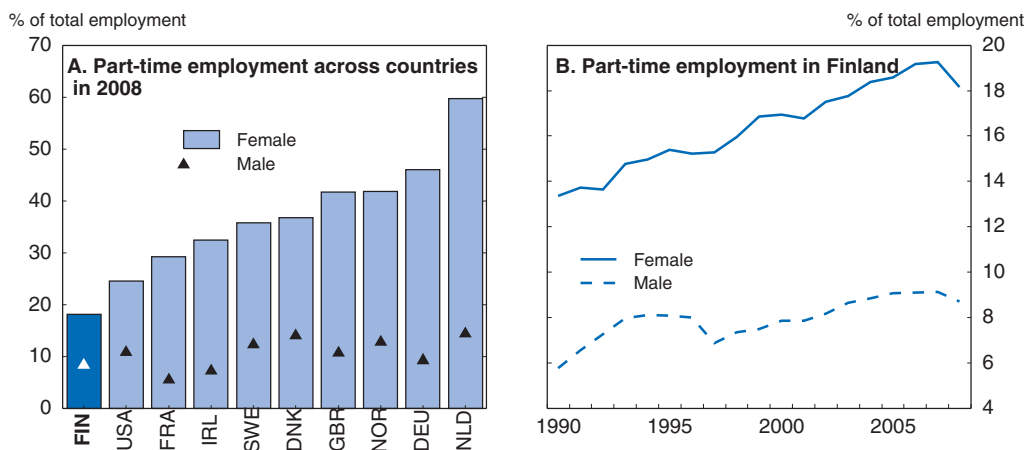 % of total employment
A. Part-time employment across countries
in 2008
70
60
50
40
30
20
10
0
Female
Male
FIN
USA
FRA
IRL
SWE
DNK
GBR
NOR
DEU
NLD
% of total employment
B. Part-time employment in Finland
20
18
16
14
12
10
8
6
4
Female
Male
1990
1995
2000
2005